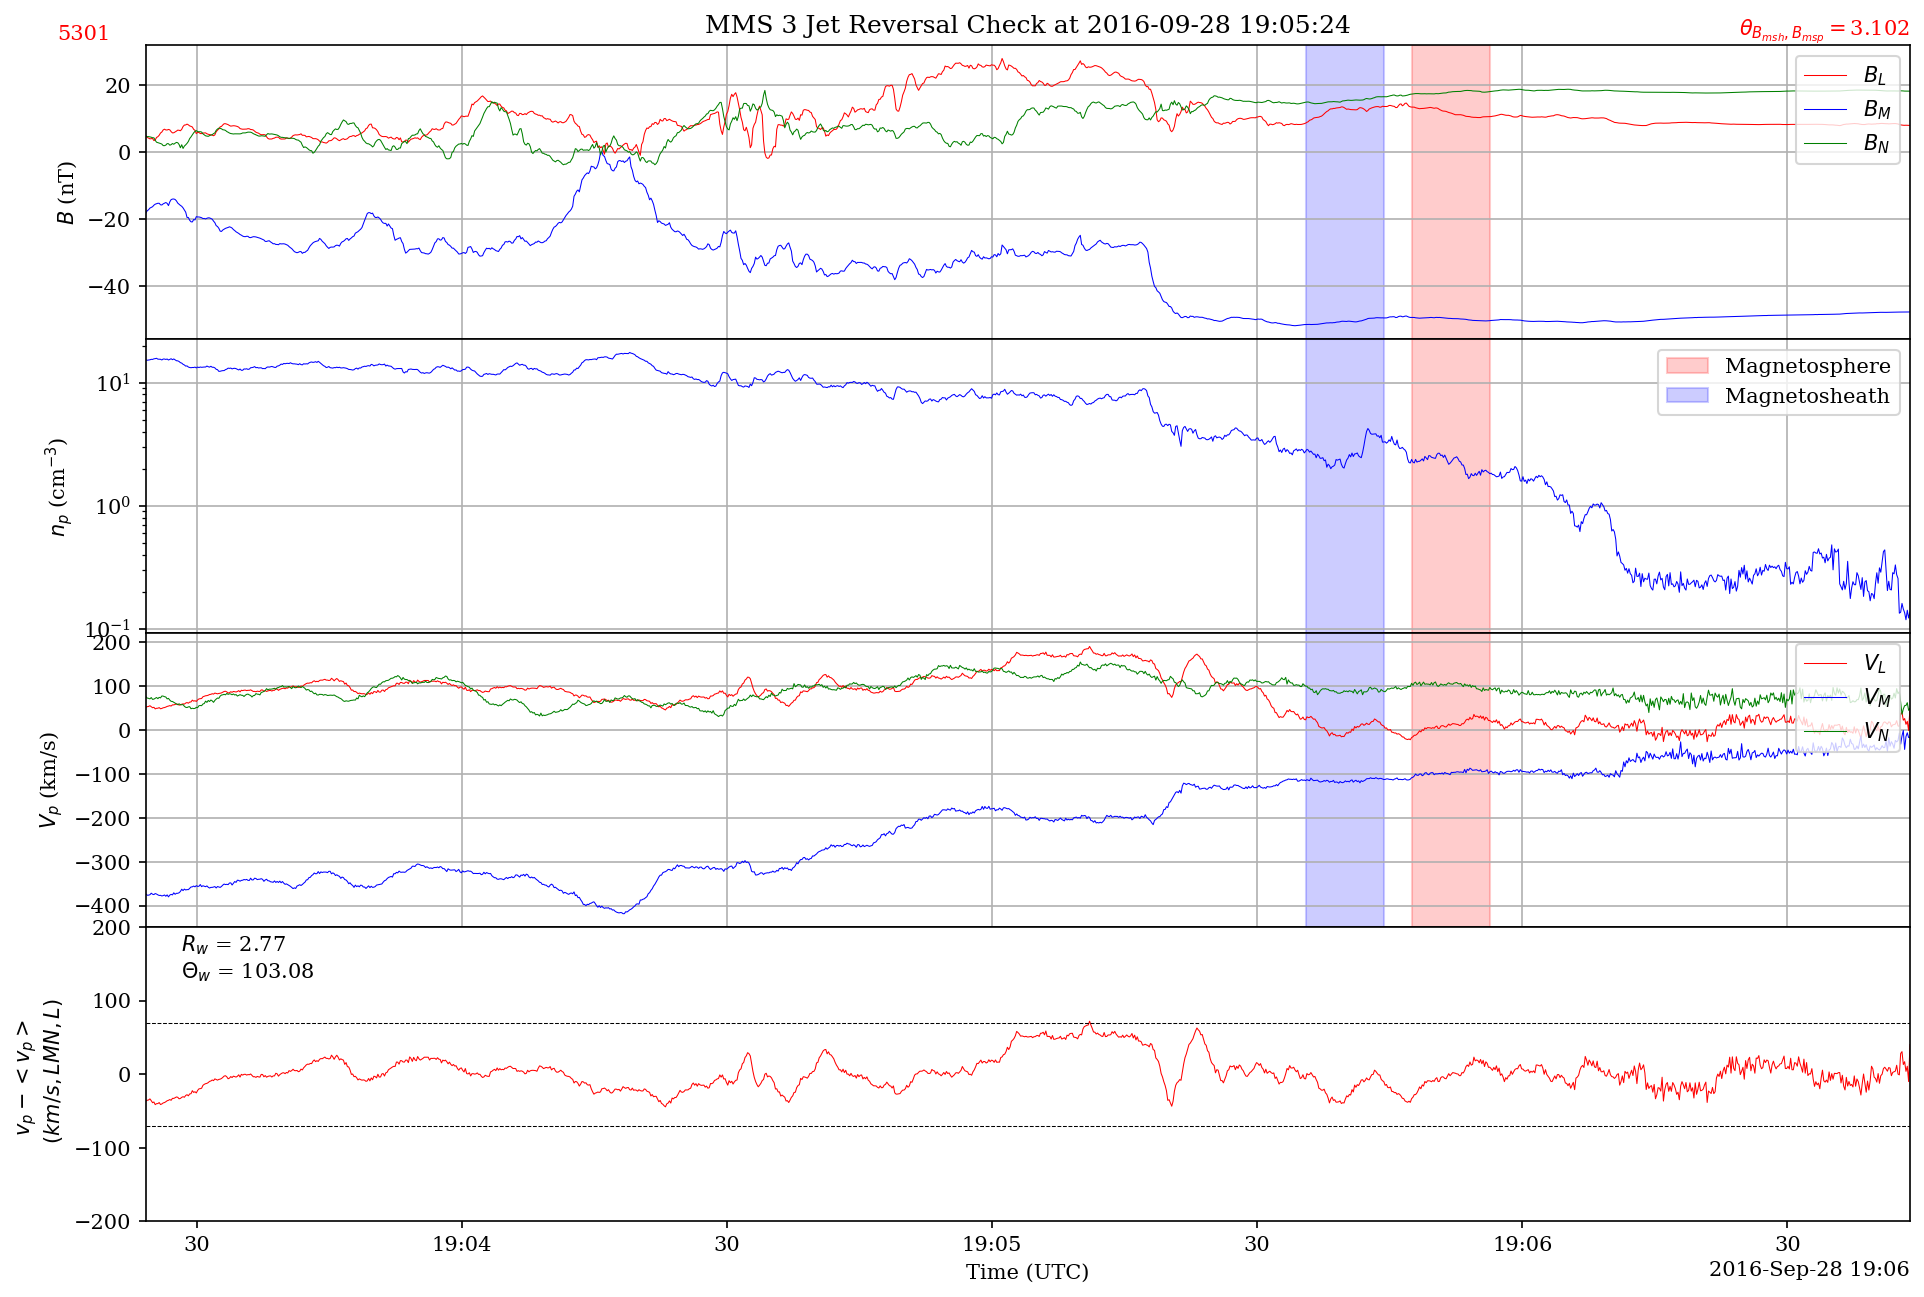 5301
MMS 3 Jet Reversal Check at 2016-09-28 19:05:24
θ_{B_{msh}, B_{msp}} = 3.102
B (nT)
20
0
−20
−40
B_L
B_M
B_N
n_p (cm^{−3})
10^1
10^0
10^{−1}
Magnetosphere
Magnetosheath
V_p (km/s)
200
100
0
−100
−200
−300
−400
V_L
V_M
V_N
v_p − < v_p >
(km/s, LMN, L)
200
100
0
−100
−200
R_w = 2.77
Θ_w = 103.08
30 19:04 30 19:05 30 19:06 30
Time (UTC)
2016-Sep-28 19:06